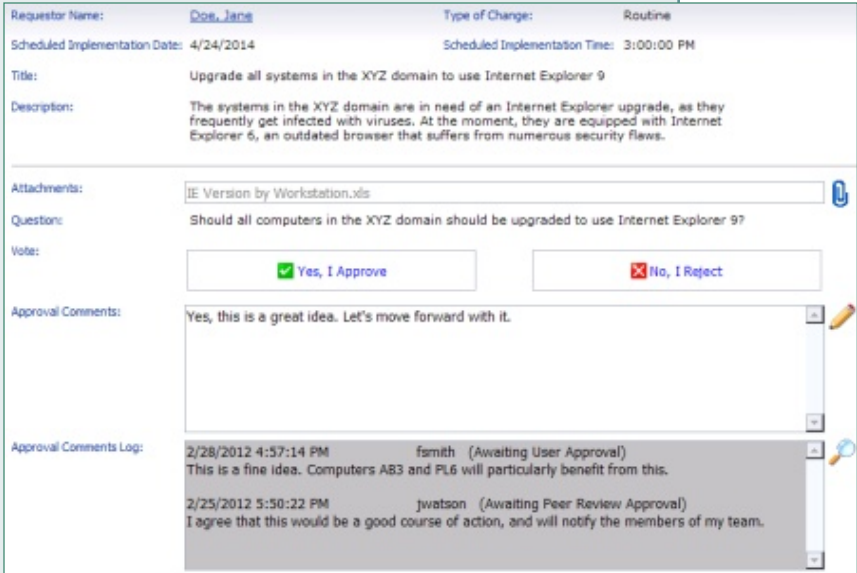 Requestor Name: Doe, Jane Type of Change: Routine
Scheduled Implementation Date: 4/24/2014 Scheduled Implementation Time: 3:00:00 PM
Title: Upgrade all systems in the XYZ domain to use Internet Explorer 9
Description: The systems in the XYZ domain are in need of an Internet Explorer upgrade, as they
frequently get infected with viruses. At the moment, they are equipped with Internet
Explorer 6, an outdated browser that suffers from numerous security flaws.
Attachments: IE Version by Workstation.xls
Question: Should all computers in the XYZ domain should be upgraded to use Internet Explorer 9?
Vote:
Yes, I Approve No, I Reject
Approval Comments: Yes, this is a great idea. Let's move forward with it.
Approval Comments Log: 2/28/2012 4:57:14 PM fsmith (Awaiting User Approval)
This is a fine idea. Computers AB3 and PL6 will particularly benefit from this.
2/25/2012 5:50:22 PM jwatson (Awaiting Peer Review Approval)
I agree that this would be a good course of action, and will notify the members of my team.